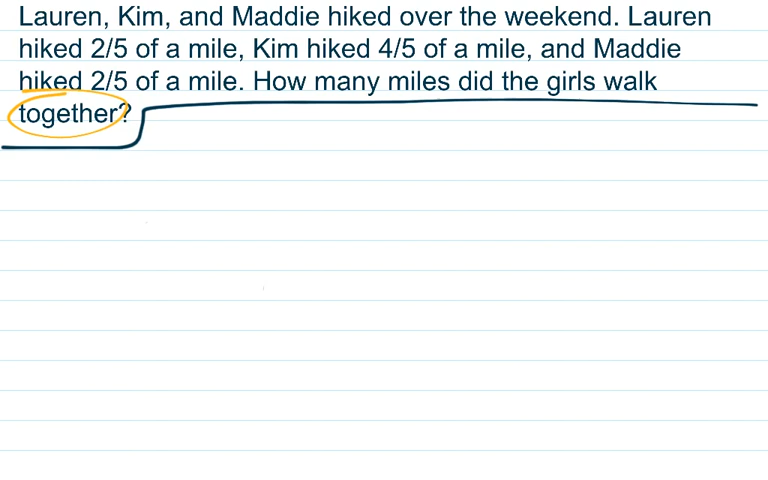 Lauren, Kim, and Maddie hiked over the weekend. Lauren
hiked 2/5 of a mile, Kim hiked 4/5 of a mile, and Maddie
hiked 2/5 of a mile. How many miles did the girls walk
together?